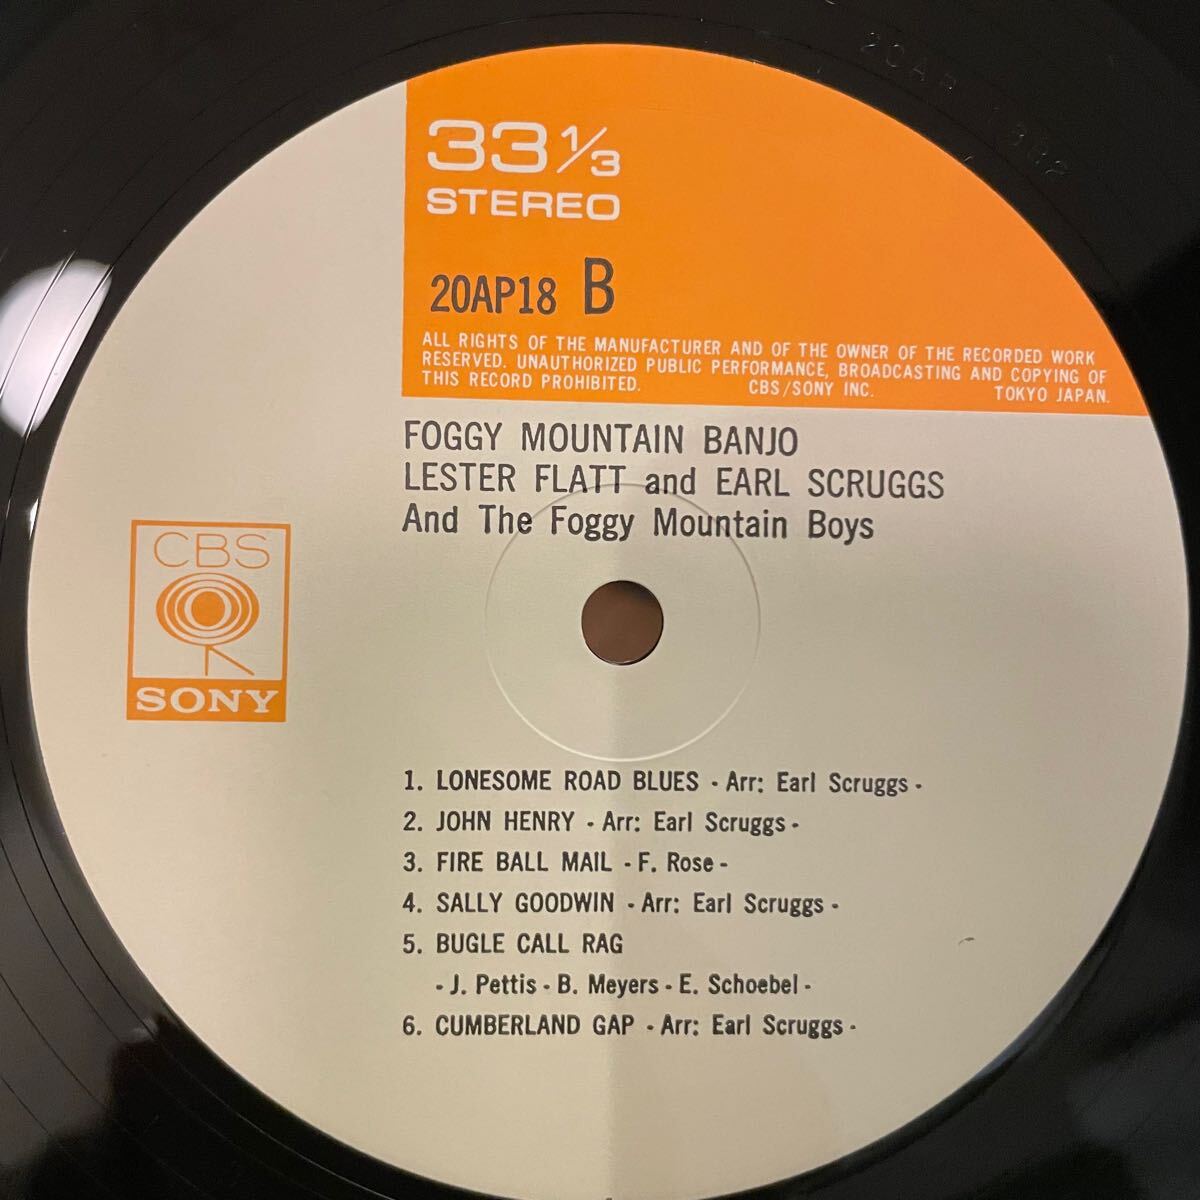 33 1/3
STEREO
20AP18 B
ALL RIGHTS OF THE MANUFACTURER AND OF THE OWNER OF THE RECORDED WORK
RESERVED. UNAUTHORIZED PUBLIC PERFORMANCE, BROADCASTING AND COPYING OF
THIS RECORD PROHIBITED. CBS/SONY INC. TOKYO JAPAN.
FOGGY MOUNTAIN BANJO
LESTER FLATT and EARL SCRUGGS
And The Foggy Mountain Boys
CBS
SONY
1. LONESOME ROAD BLUES - Arr: Earl Scruggs -
2. JOHN HENRY - Arr: Earl Scruggs -
3. FIRE BALL MAIL - F. Rose -
4. SALLY GOODWIN - Arr: Earl Scruggs -
5. BUGLE CALL RAG
- J. Pettis - B. Meyers - E. Schoebel -
6. CUMBERLAND GAP - Arr: Earl Scruggs -